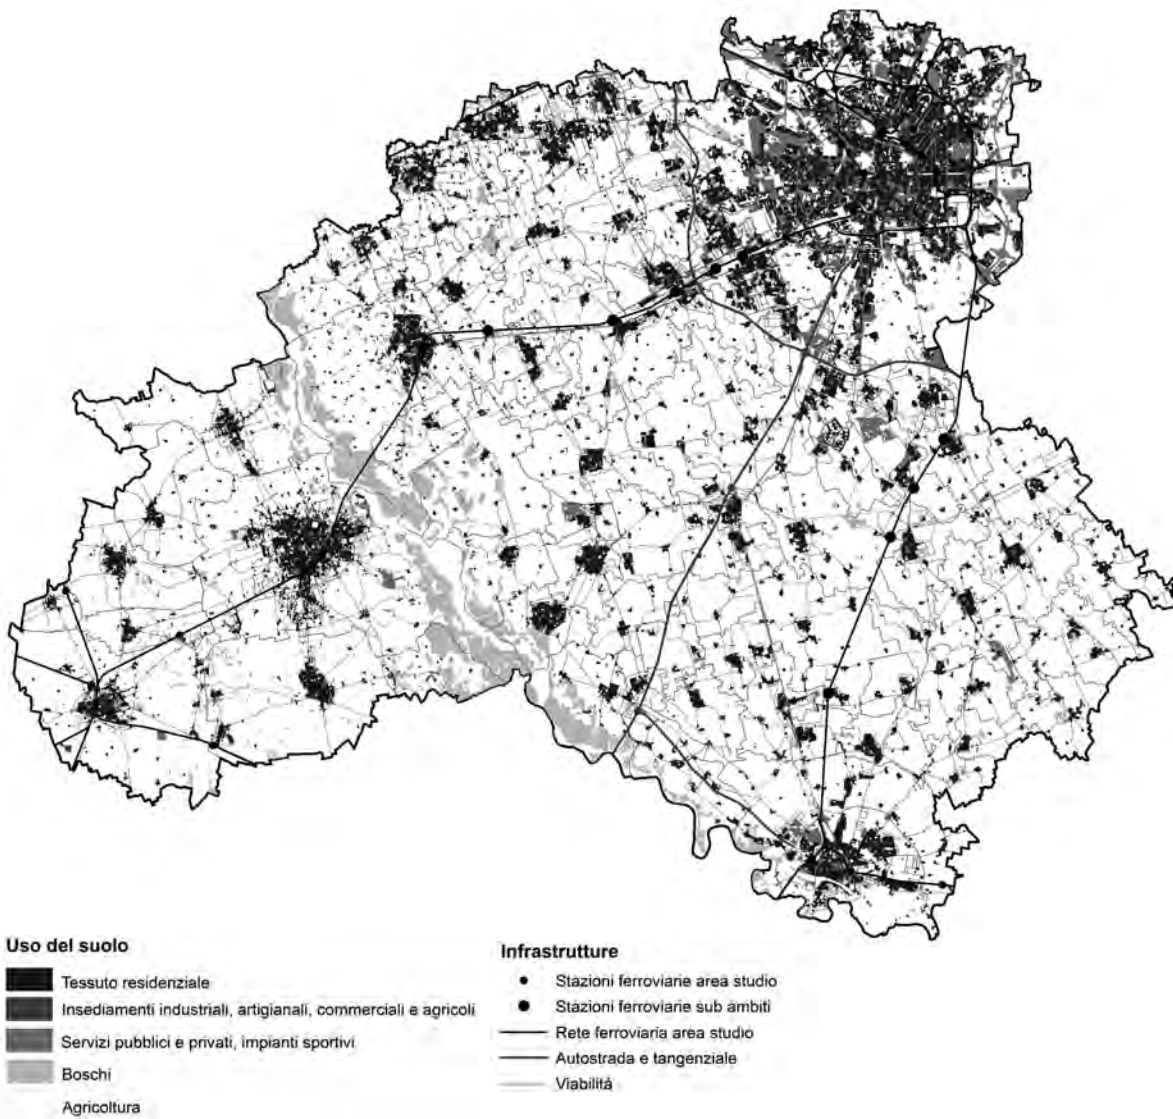 Uso del suolo
Tessuto residenziale
Insediamenti industriali, artigianali, commerciali e agricoli
Servizi pubblici e privati, impianti sportivi
Boschi
Agricoltura
Infrastrutture
Stazioni ferroviarie area studio
Stazioni ferroviarie sub ambiti
Rete ferroviaria area studio
Autostrada e tangenziale
Viabilità